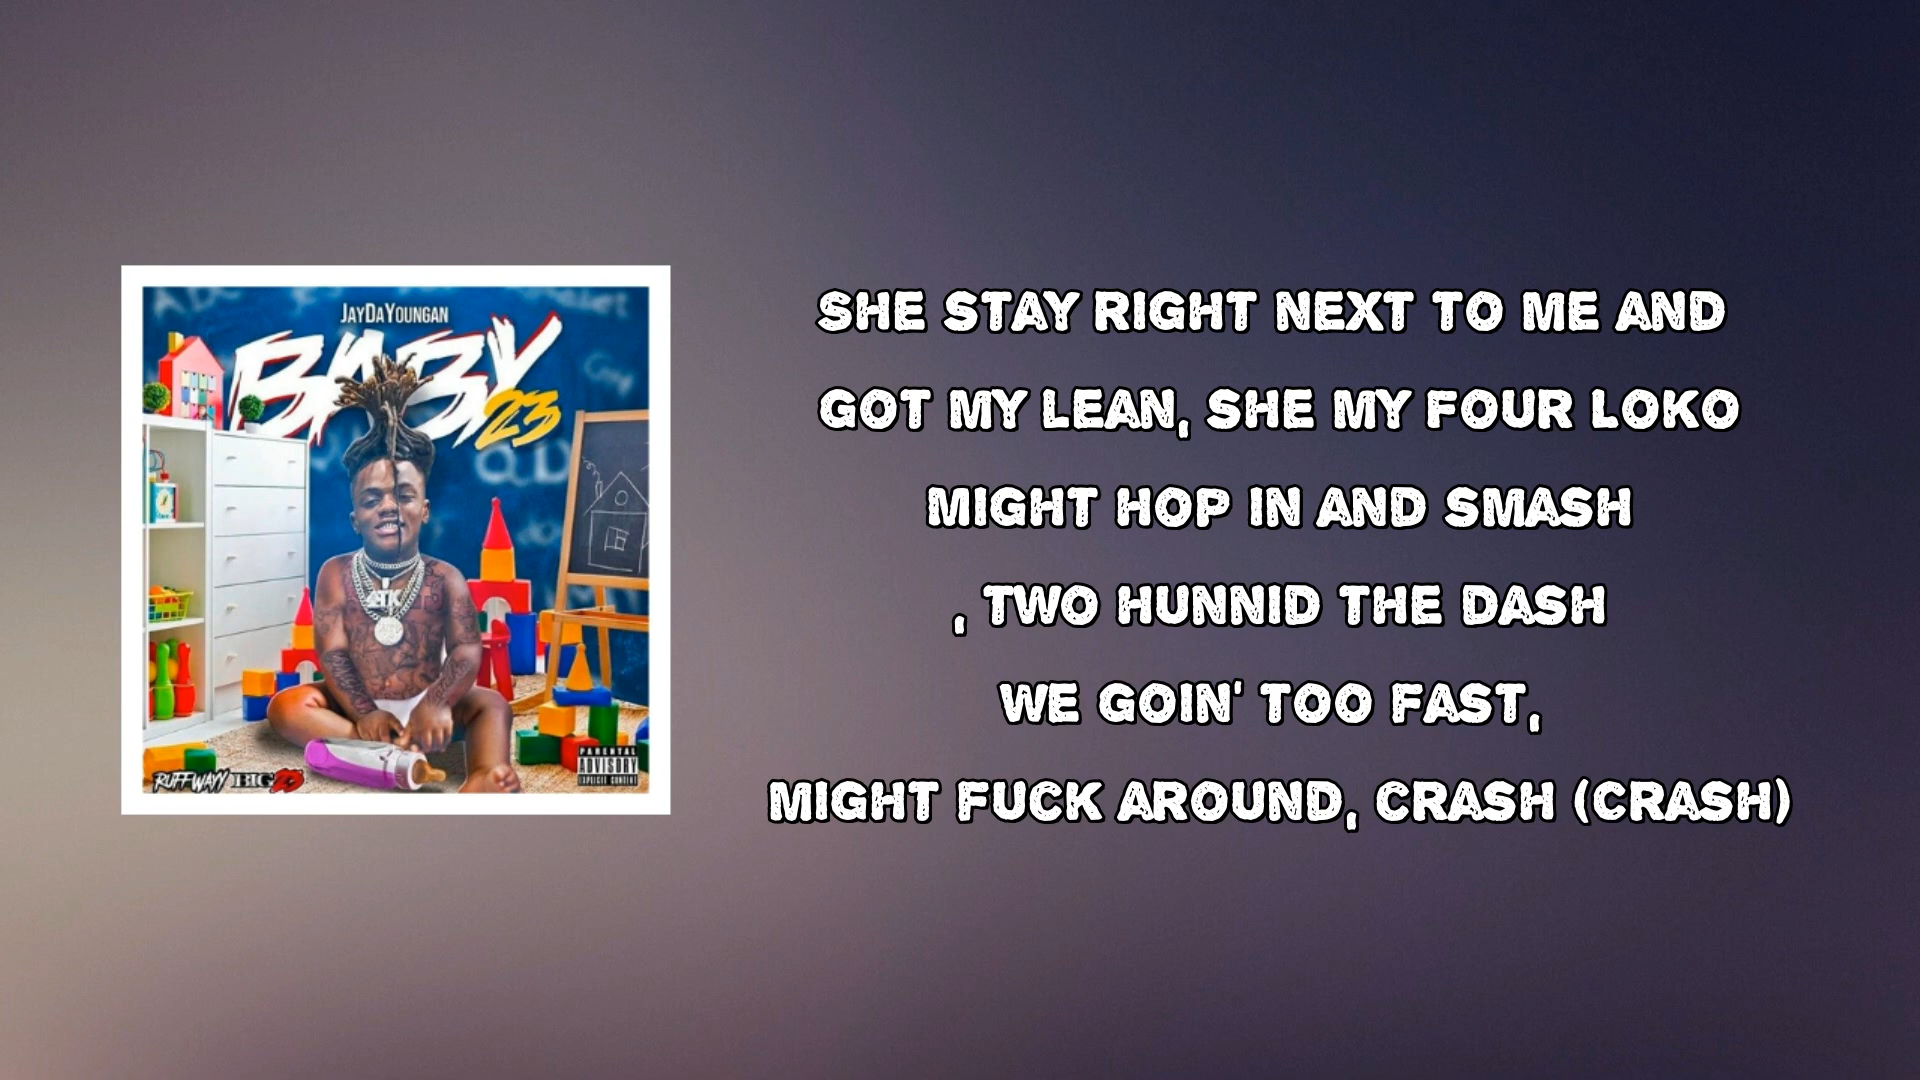 JayDaYoungan
BABY
23
RUFFWAYY BIG23
PARENTAL
ADVISORY
EXPLICIT CONTENT
SHE STAY RIGHT NEXT TO ME AND
GOT MY LEAN, SHE MY FOUR LOKO
MIGHT HOP IN AND SMASH
, TWO HUNNID THE DASH
WE GOIN' TOO FAST,
MIGHT FUCK AROUND, CRASH (CRASH)